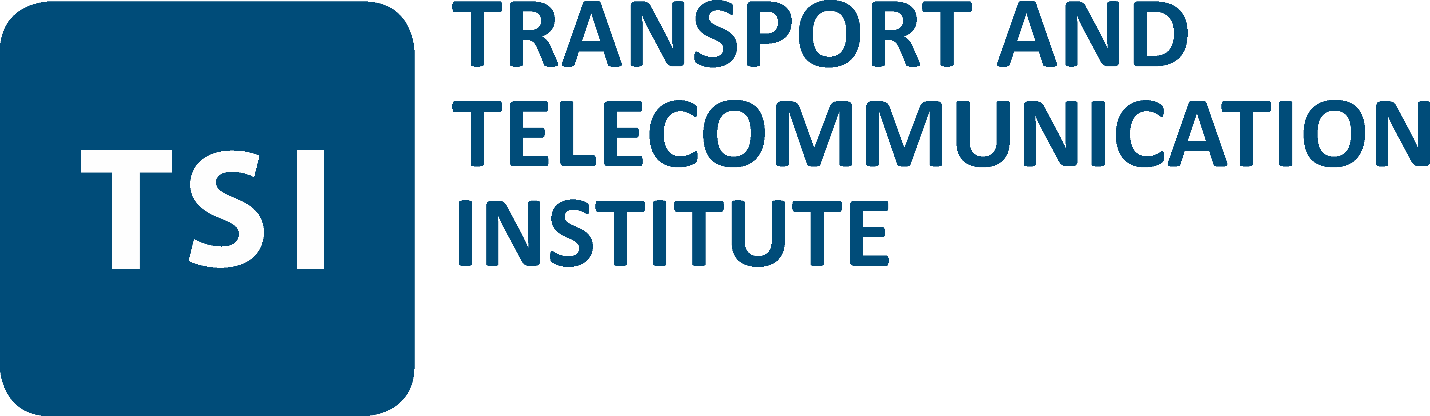 TSI
TRANSPORT AND
TELECOMMUNICATION
INSTITUTE